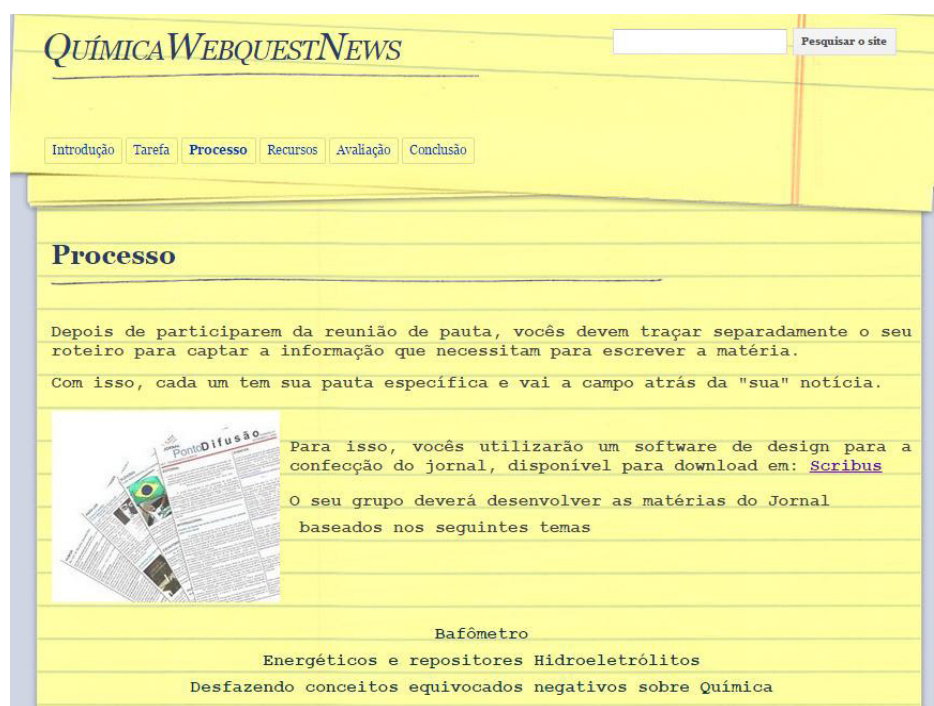 QUÍMICAWEBQUESTNEWS
Pesquisar o site
Introdução Tarefa Processo Recursos Avaliação Conclusão
Processo
Depois de participarem da reunião de pauta, vocês devem traçar separadamente o seu
roteiro para captar a informação que necessitam para escrever a matéria.
Com isso, cada um tem sua pauta específica e vai a campo atrás da "sua" notícia.
PontoDifusão
Para isso, vocês utilizarão um software de design para a
confecção do jornal, disponível para download em: Scribus
O seu grupo deverá desenvolver as matérias do Jornal
baseados nos seguintes temas
Bafômetro
Energéticos e repositores Hidroeletrólitos
Desfazendo conceitos equivocados negativos sobre Química